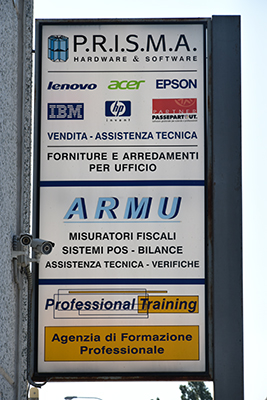 P.R.I.S.M.A.
HARDWARE & SOFTWARE
lenovo acer EPSON
IBM hp invent PARTNER PASSEPARTOUT.
VENDITA - ASSISTENZA TECNICA
FORNITURE E ARREDAMENTI
PER UFFICIO
ARMU
MISURATORI FISCALI
SISTEMI POS - BILANCE
ASSISTENZA TECNICA - VERIFICHE
Professional Training
Agenzia di Formazione
Professionale